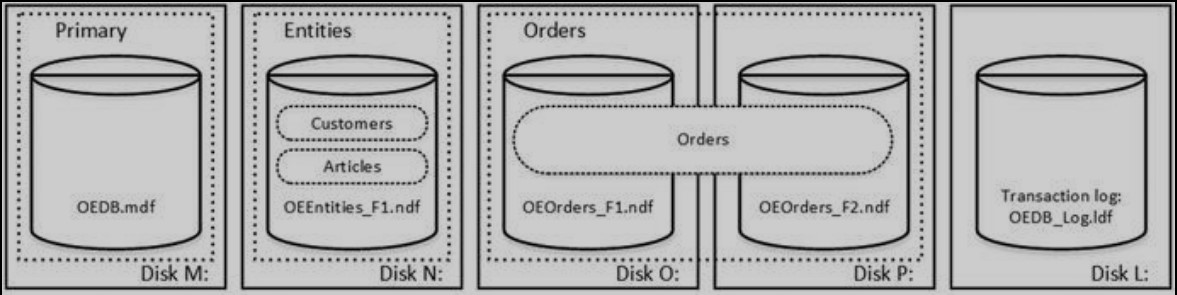 Primary
Entities
Orders
Customers
Articles
Orders
OEDB.mdf
OEEntities_F1.ndf
OEOrders_F1.ndf
OEOrders_F2.ndf
Transaction log:
OEDB_Log.ldf
Disk M:
Disk N:
Disk O:
Disk P:
Disk L: